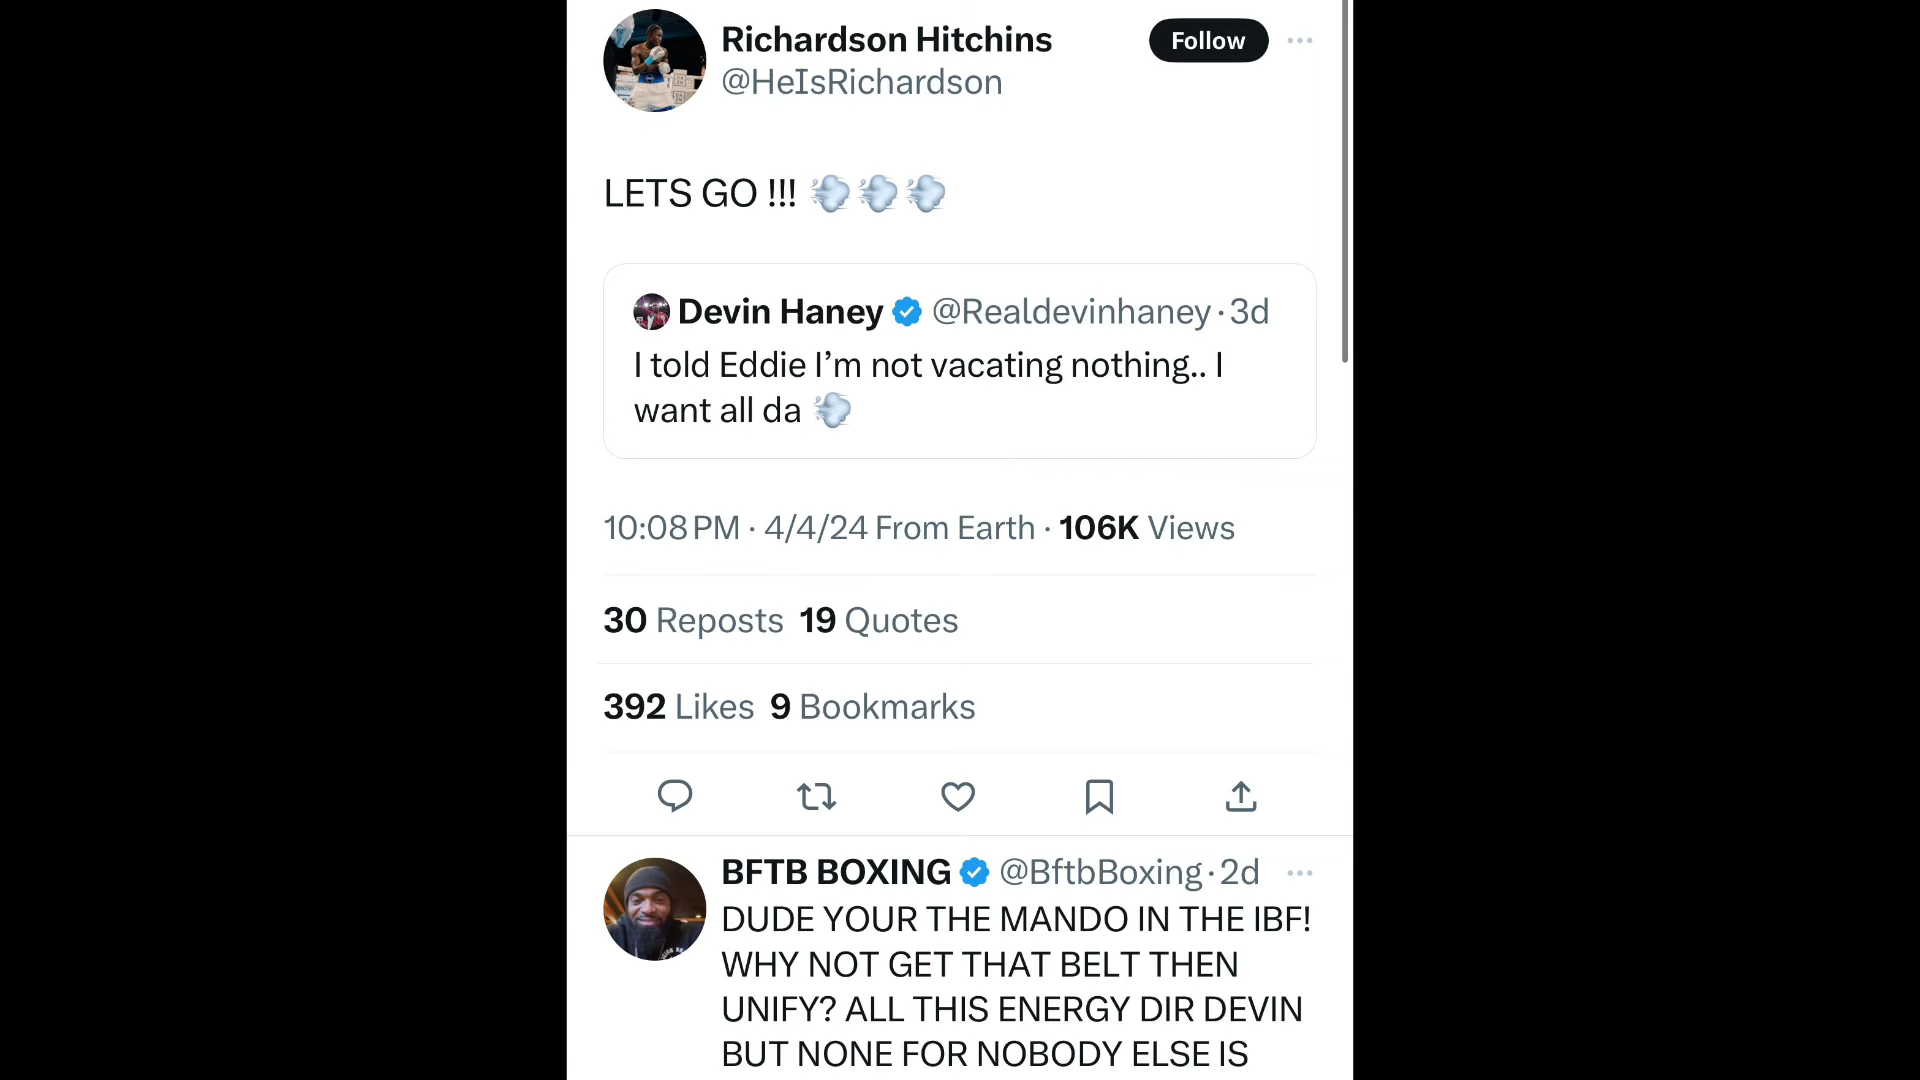 Richardson Hitchins
Follow
@HeIsRichardson
LETS GO !!! 💨💨💨
Devin Haney @Realdevinhaney · 3d
I told Eddie I’m not vacating nothing.. I
want all da 💨
10:08 PM · 4/4/24 From Earth · 106K Views
30 Reposts 19 Quotes
392 Likes 9 Bookmarks
BFTB BOXING @BftbBoxing · 2d
DUDE YOUR THE MANDO IN THE IBF!
WHY NOT GET THAT BELT THEN
UNIFY? ALL THIS ENERGY DIR DEVIN
BUT NONE FOR NOBODY ELSE IS